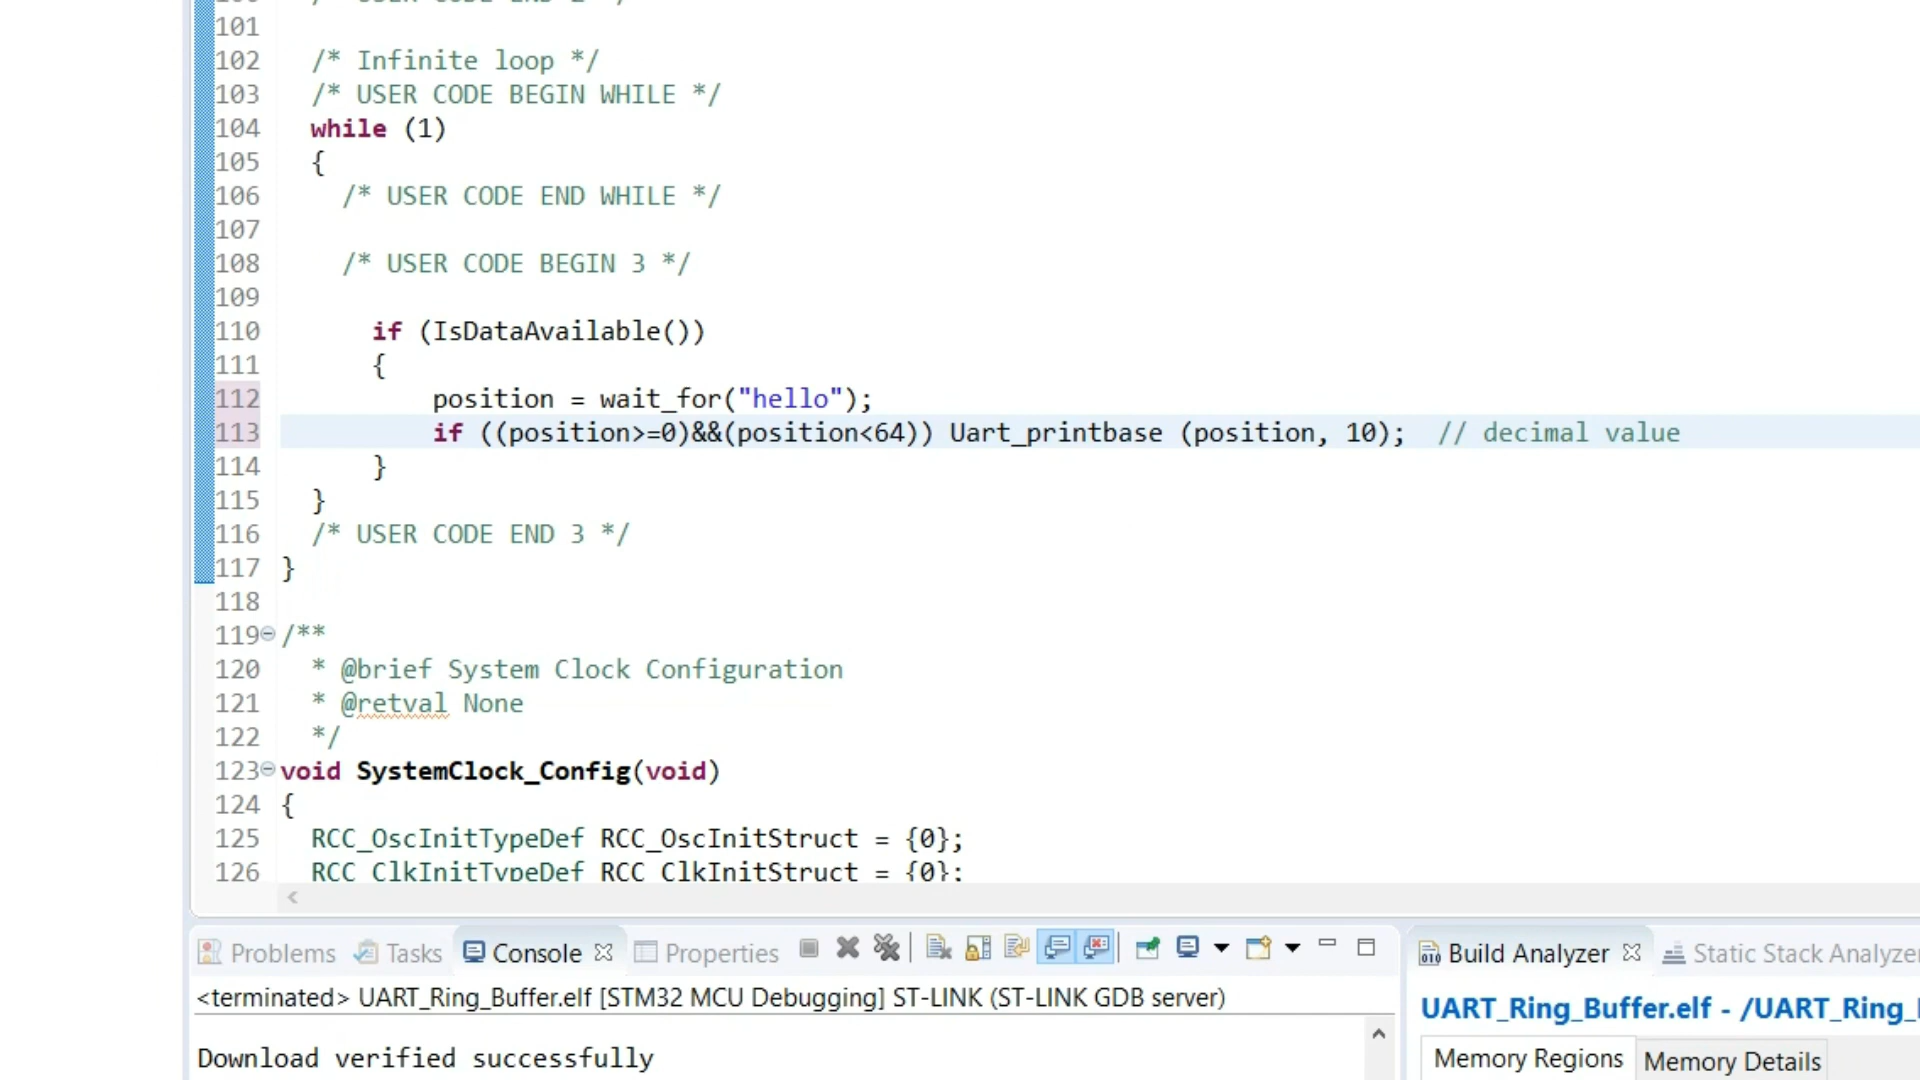 101
102 /* Infinite loop */
103 /* USER CODE BEGIN WHILE */
104 while (1)
105 {
106 /* USER CODE END WHILE */
107
108 /* USER CODE BEGIN 3 */
109
110 if (IsDataAvailable())
111 {
112 position = wait_for("hello");
113 if ((position>=0)&&(position<64)) Uart_printbase (position, 10); // decimal value
114 }
115 }
116 /* USER CODE END 3 */
117 }
118
119 /**
120 * @brief System Clock Configuration
121 * @retval None
122 */
123 void SystemClock_Config(void)
124 {
125 RCC_OscInitTypeDef RCC_OscInitStruct = {0};
126 RCC_ClkInitTypeDef RCC_ClkInitStruct = {0};
Problems Tasks Console Properties
<terminated> UART_Ring_Buffer.elf [STM32 MCU Debugging] ST-LINK (ST-LINK GDB server)
Download verified successfully
Build Analyzer Static Stack Analyzer
UART_Ring_Buffer.elf - /UART_Ring_
Memory Regions Memory Details